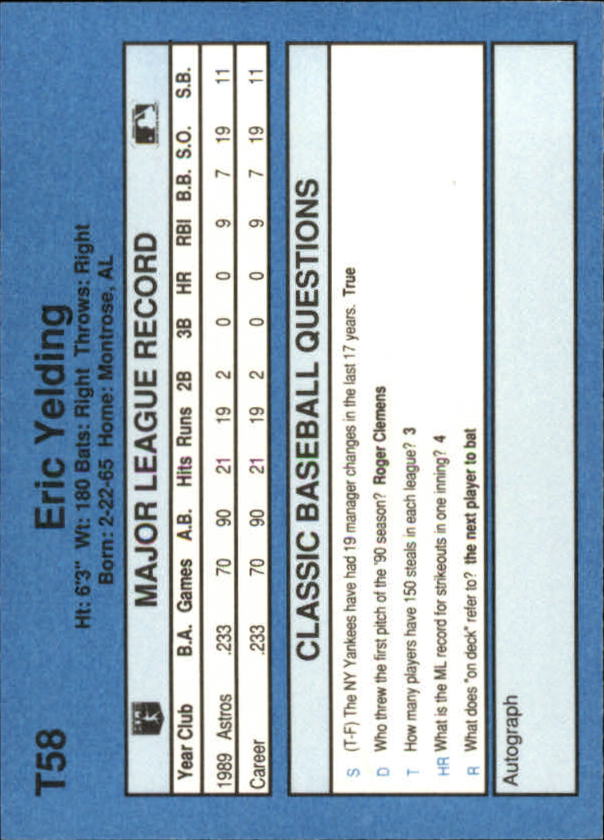 T58
Eric Yelding
Ht: 6'3" Wt: 180 Bats: Right Throws: Right
Born: 2-22-65 Home: Montrose, AL
MAJOR LEAGUE RECORD
Year Club B.A. Games A.B. Hits Runs 2B 3B HR RBI B.B. S.O. S.B.
1989 Astros .233 70 90 21 19 2 0 0 9 7 19 11
Career .233 70 90 21 19 2 0 0 9 7 19 11
CLASSIC BASEBALL QUESTIONS
S (T-F) The NY Yankees have had 19 manager changes in the last 17 years. True
D Who threw the first pitch of the '90 season? Roger Clemens
T How many players have 150 steals in each league? 3
HR What is the ML record for strikeouts in one inning? 4
R What does "on deck" refer to? the next player to bat
Autograph